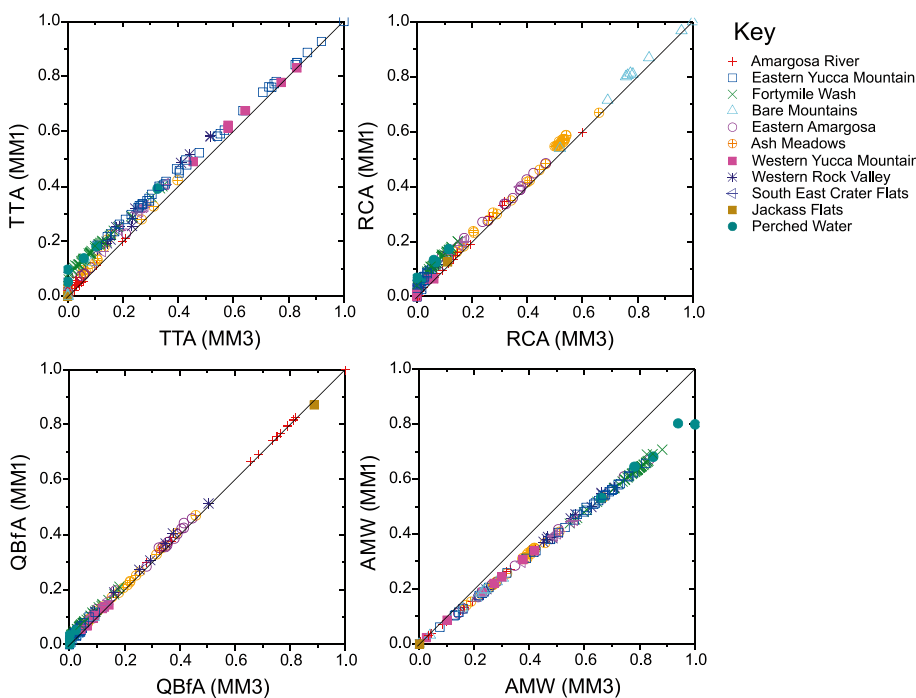 1.0
0.8
0.6
0.4
0.2
0.0
TTA (MM1)
0.0 0.2 0.4 0.6 0.8 1.0
TTA (MM3)
1.0
0.8
0.6
0.4
0.2
0.0
RCA (MM1)
0.0 0.2 0.4 0.6 0.8 1.0
RCA (MM3)
Key
Amargosa River
Eastern Yucca Mountain
Fortymile Wash
Bare Mountains
Eastern Amargosa
Ash Meadows
Western Yucca Mountain
Western Rock Valley
South East Crater Flats
Jackass Flats
Perched Water
1.0
0.8
0.6
0.4
0.2
0.0
QBfA (MM1)
0.0 0.2 0.4 0.6 0.8 1.0
QBfA (MM3)
1.0
0.8
0.6
0.4
0.2
0.0
AMW (MM1)
0.0 0.2 0.4 0.6 0.8 1.0
AMW (MM3)